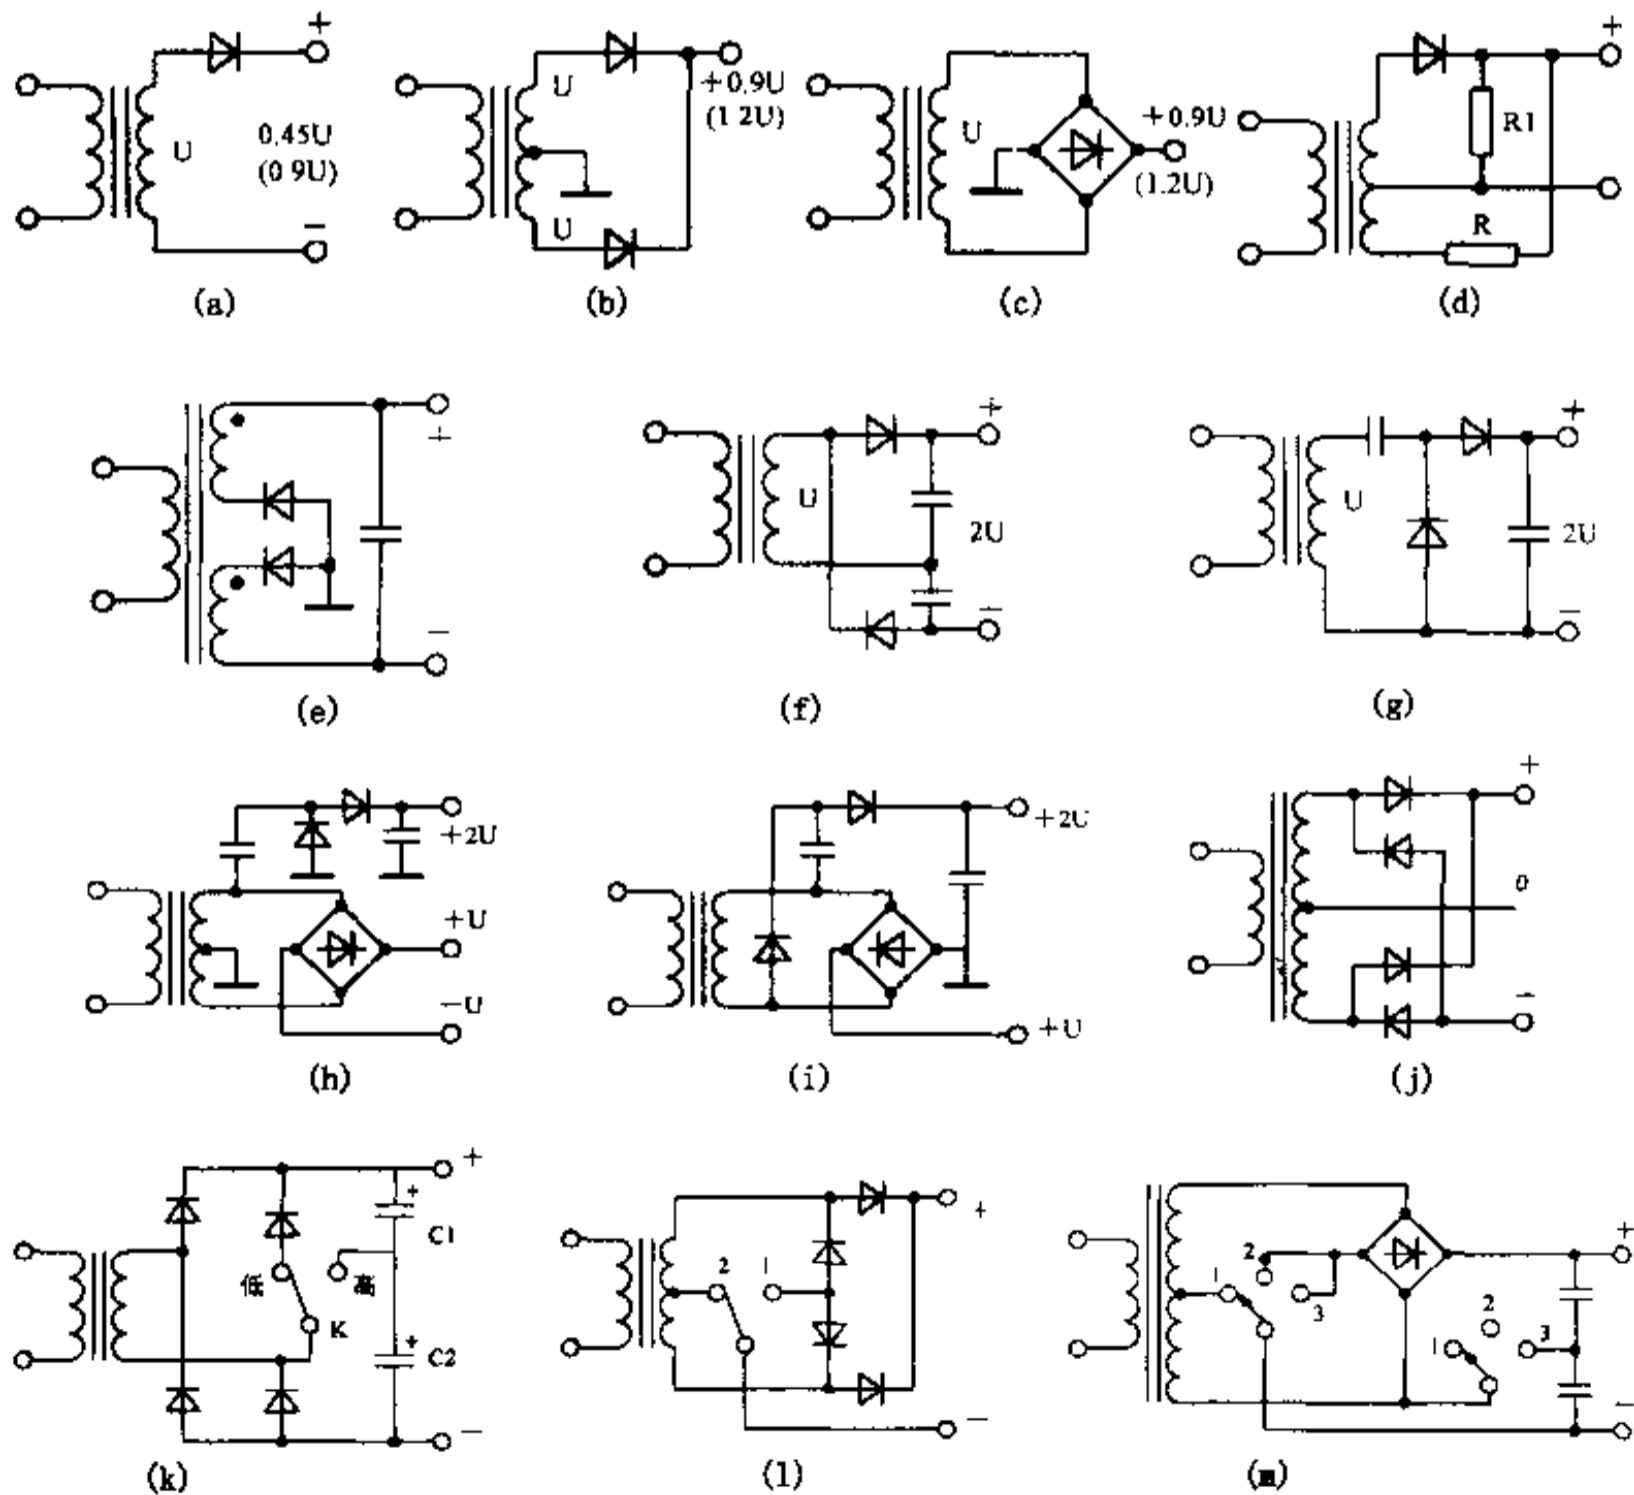 +
U
0.45U
(0.9U)
−
(a)
U
+0.9U
(1.2U)
U
(b)
U
+0.9U
(1.2U)
(c)
+
R1
R
(d)
+
−
(e)
+
U
2U
−
(f)
+
U
2U
−
(g)
+2U
+U
−U
(h)
+2U
+U
(i)
+
0
−
(j)
+
+
C1
低
高
K
+
C2
−
(k)
+
2
1
−
(l)
+
1
2
3
2
1
3
−
(m)